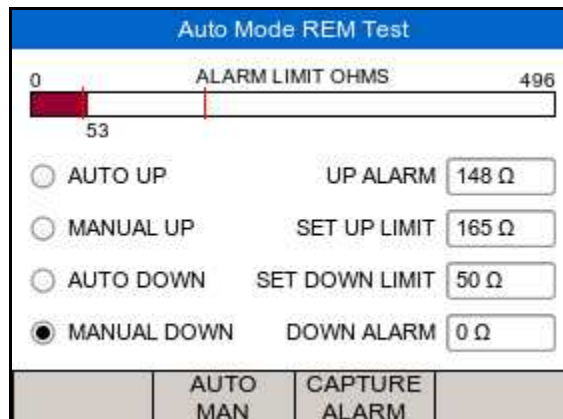 Auto Mode REM Test
0 ALARM LIMIT OHMS 496
53
AUTO UP UP ALARM 148 Ω
MANUAL UP SET UP LIMIT 165 Ω
AUTO DOWN SET DOWN LIMIT 50 Ω
MANUAL DOWN DOWN ALARM 0 Ω
AUTO CAPTURE
MAN ALARM